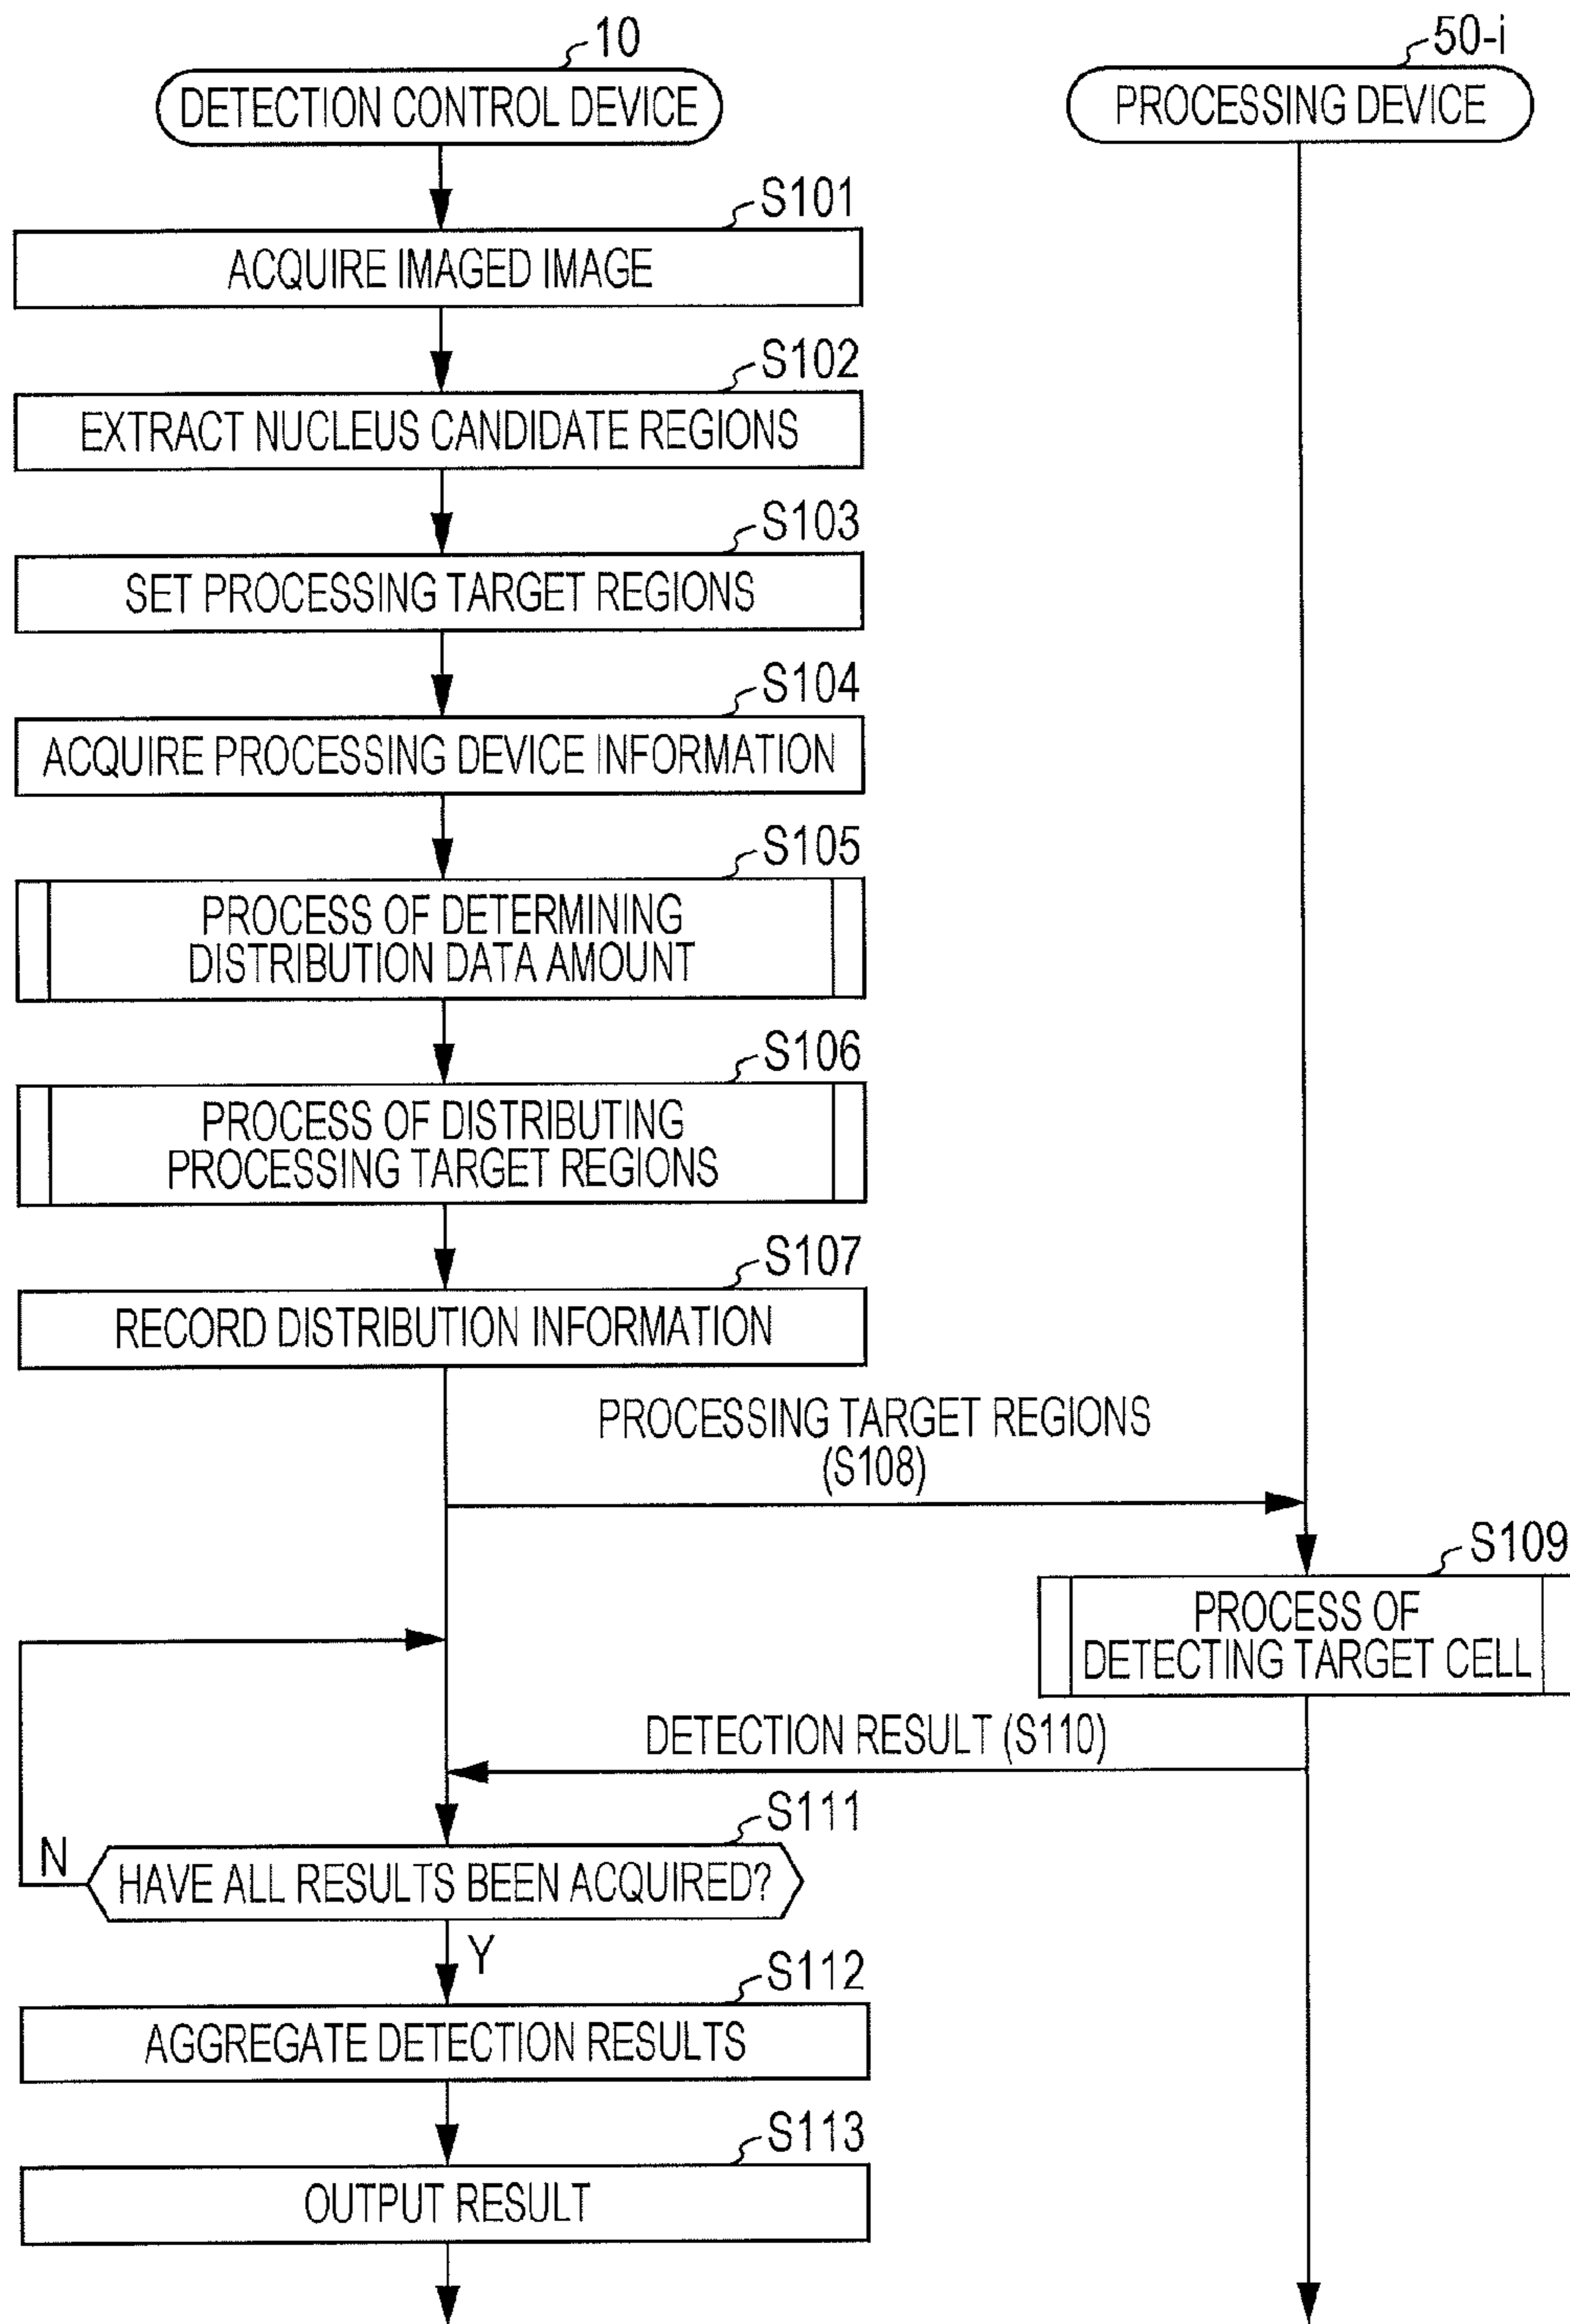 10
DETECTION CONTROL DEVICE
50-i
PROCESSING DEVICE
S101
ACQUIRE IMAGED IMAGE
S102
EXTRACT NUCLEUS CANDIDATE REGIONS
S103
SET PROCESSING TARGET REGIONS
S104
ACQUIRE PROCESSING DEVICE INFORMATION
S105
PROCESS OF DETERMINING
DISTRIBUTION DATA AMOUNT
S106
PROCESS OF DISTRIBUTING
PROCESSING TARGET REGIONS
S107
RECORD DISTRIBUTION INFORMATION
PROCESSING TARGET REGIONS
(S108)
S109
PROCESS OF
DETECTING TARGET CELL
DETECTION RESULT (S110)
S111
N
HAVE ALL RESULTS BEEN ACQUIRED?
Y
S112
AGGREGATE DETECTION RESULTS
S113
OUTPUT RESULT